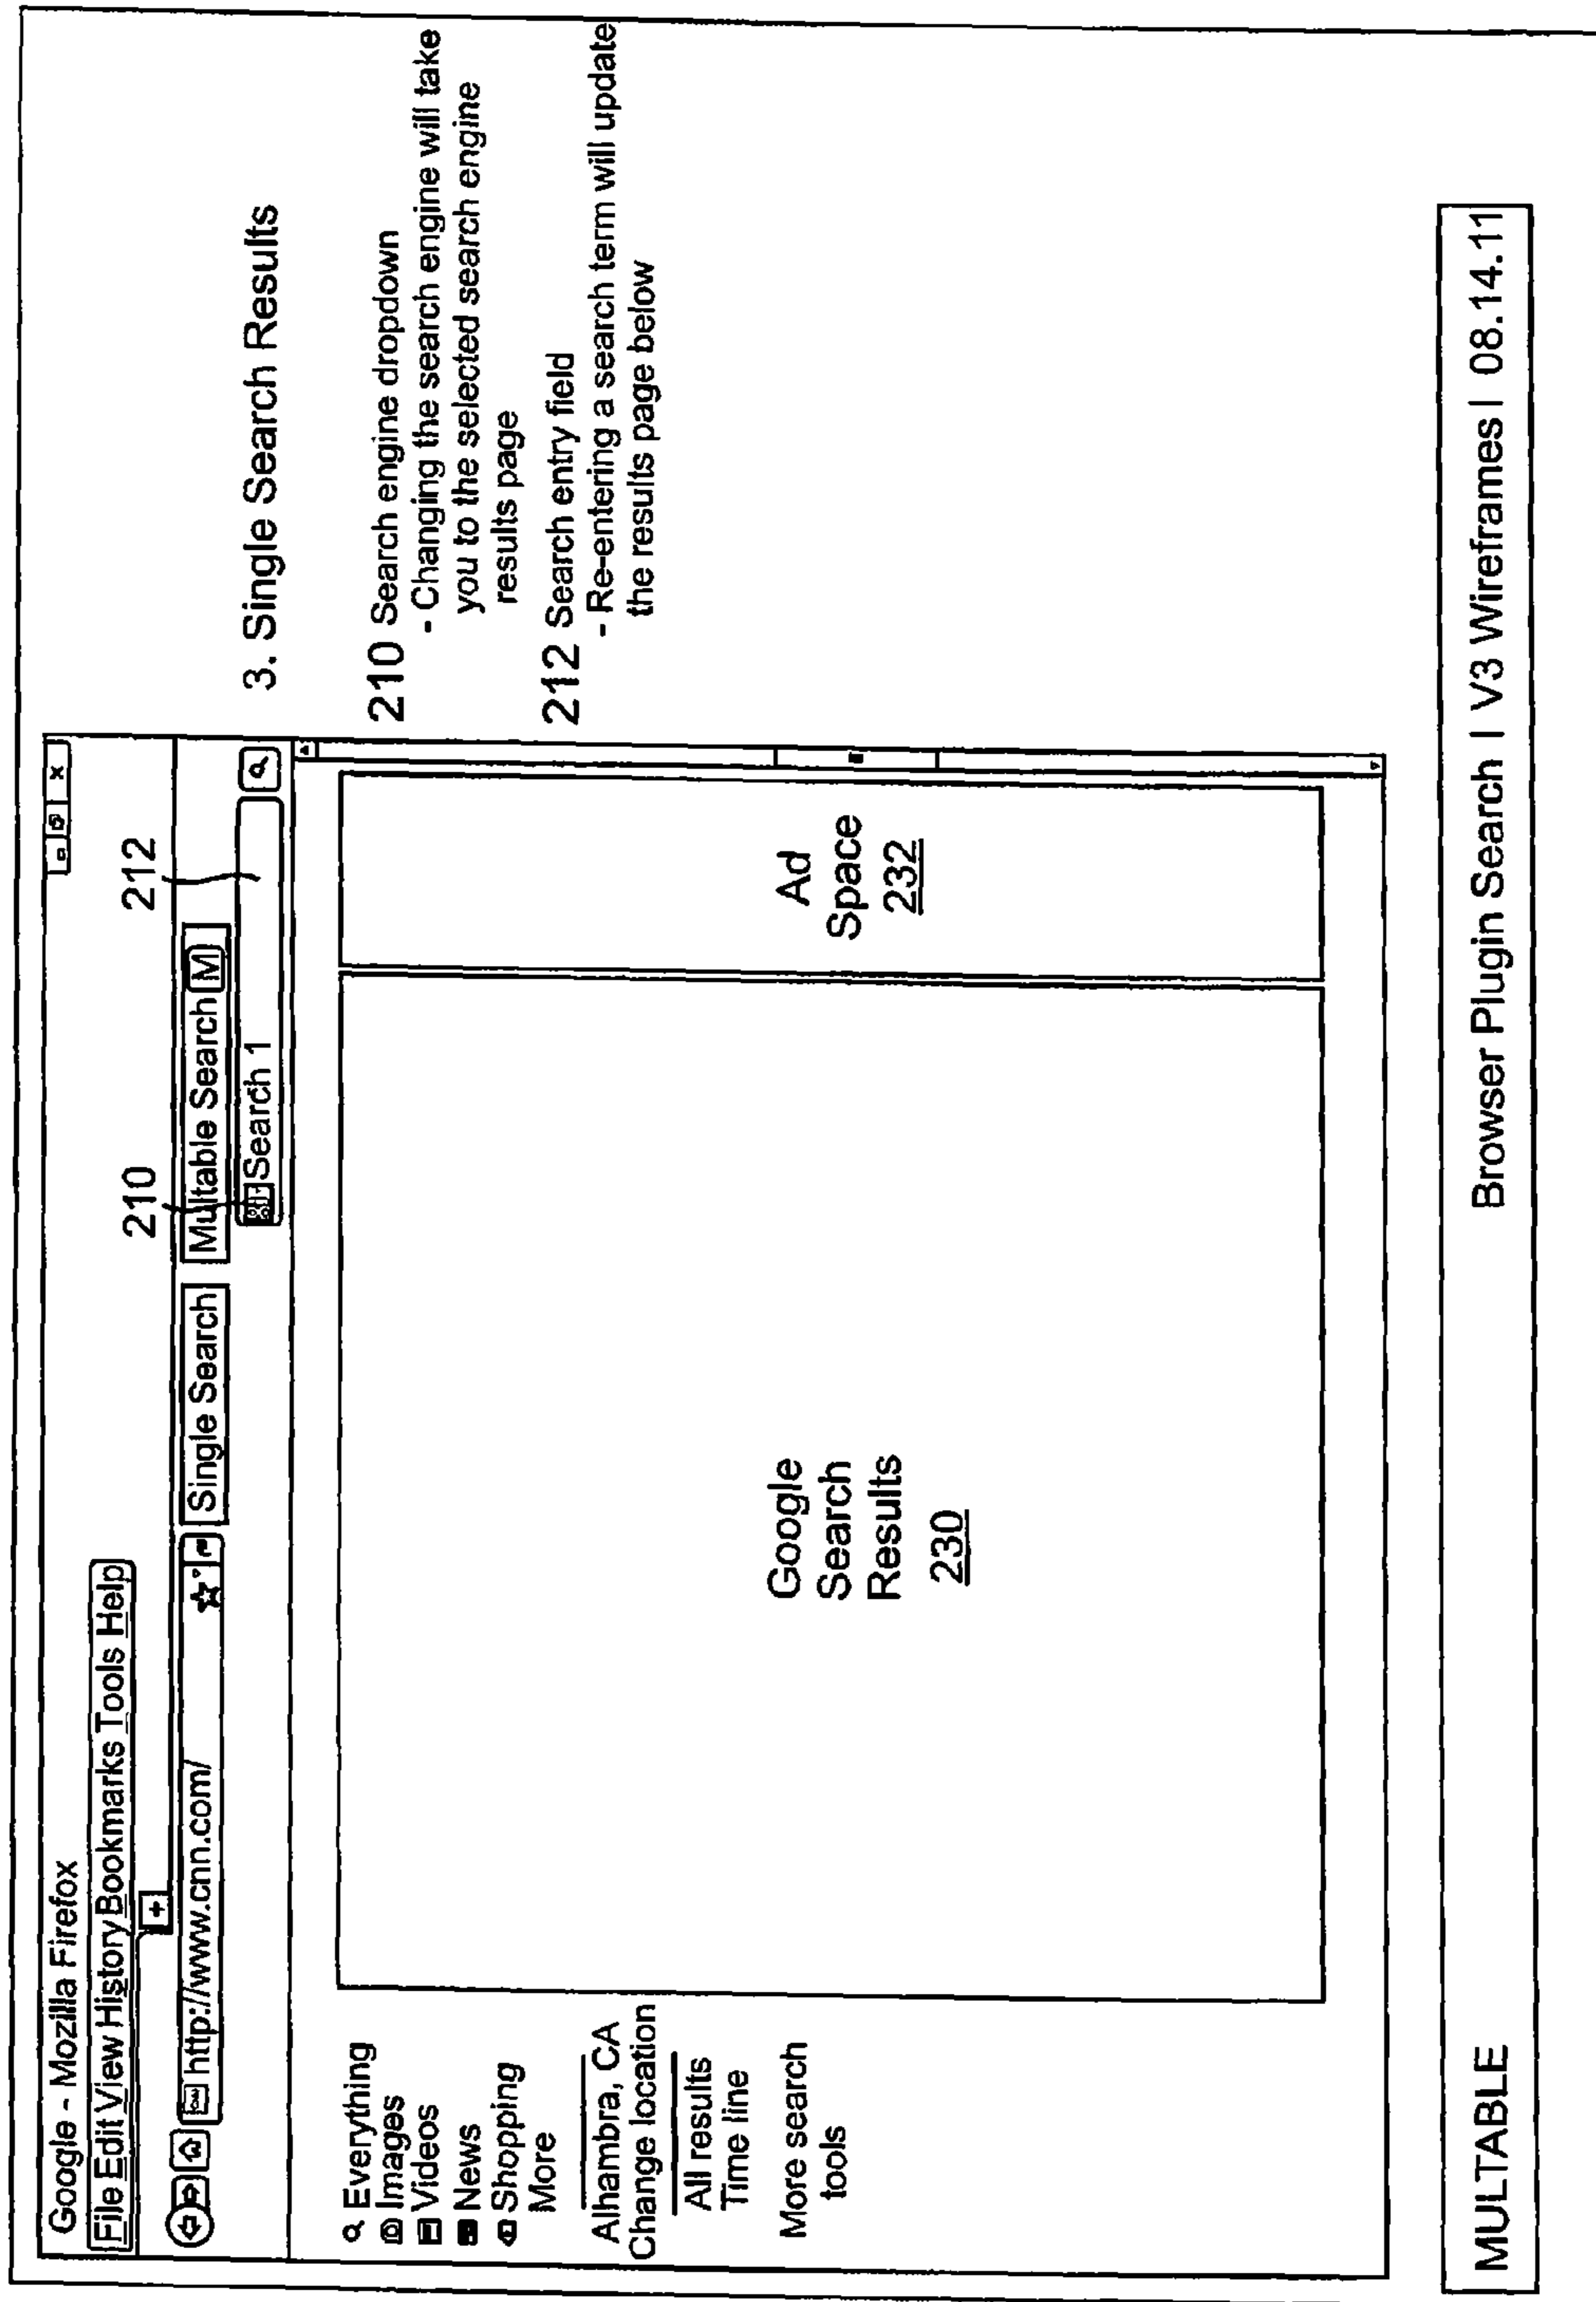 Google - Mozilla Firefox
File Edit View History Bookmarks Tools Help
+
210
212
http://www.cnn.com/
Single Search
Multable Search M
Search 1
Everything
Images
Videos
News
Shopping
More
Alhambra, CA
Change location
All results
Time line
More search
tools
Google
Search
Results
230
Ad
Space
232
3. Single Search Results
210 Search engine dropdown
- Changing the search engine will take
you to the selected search engine
results page
212 Search entry field
- Re-entering a search term will update
the results page below
MULTABLE
Browser Plugin Search | V3 Wireframes | 08.14.11